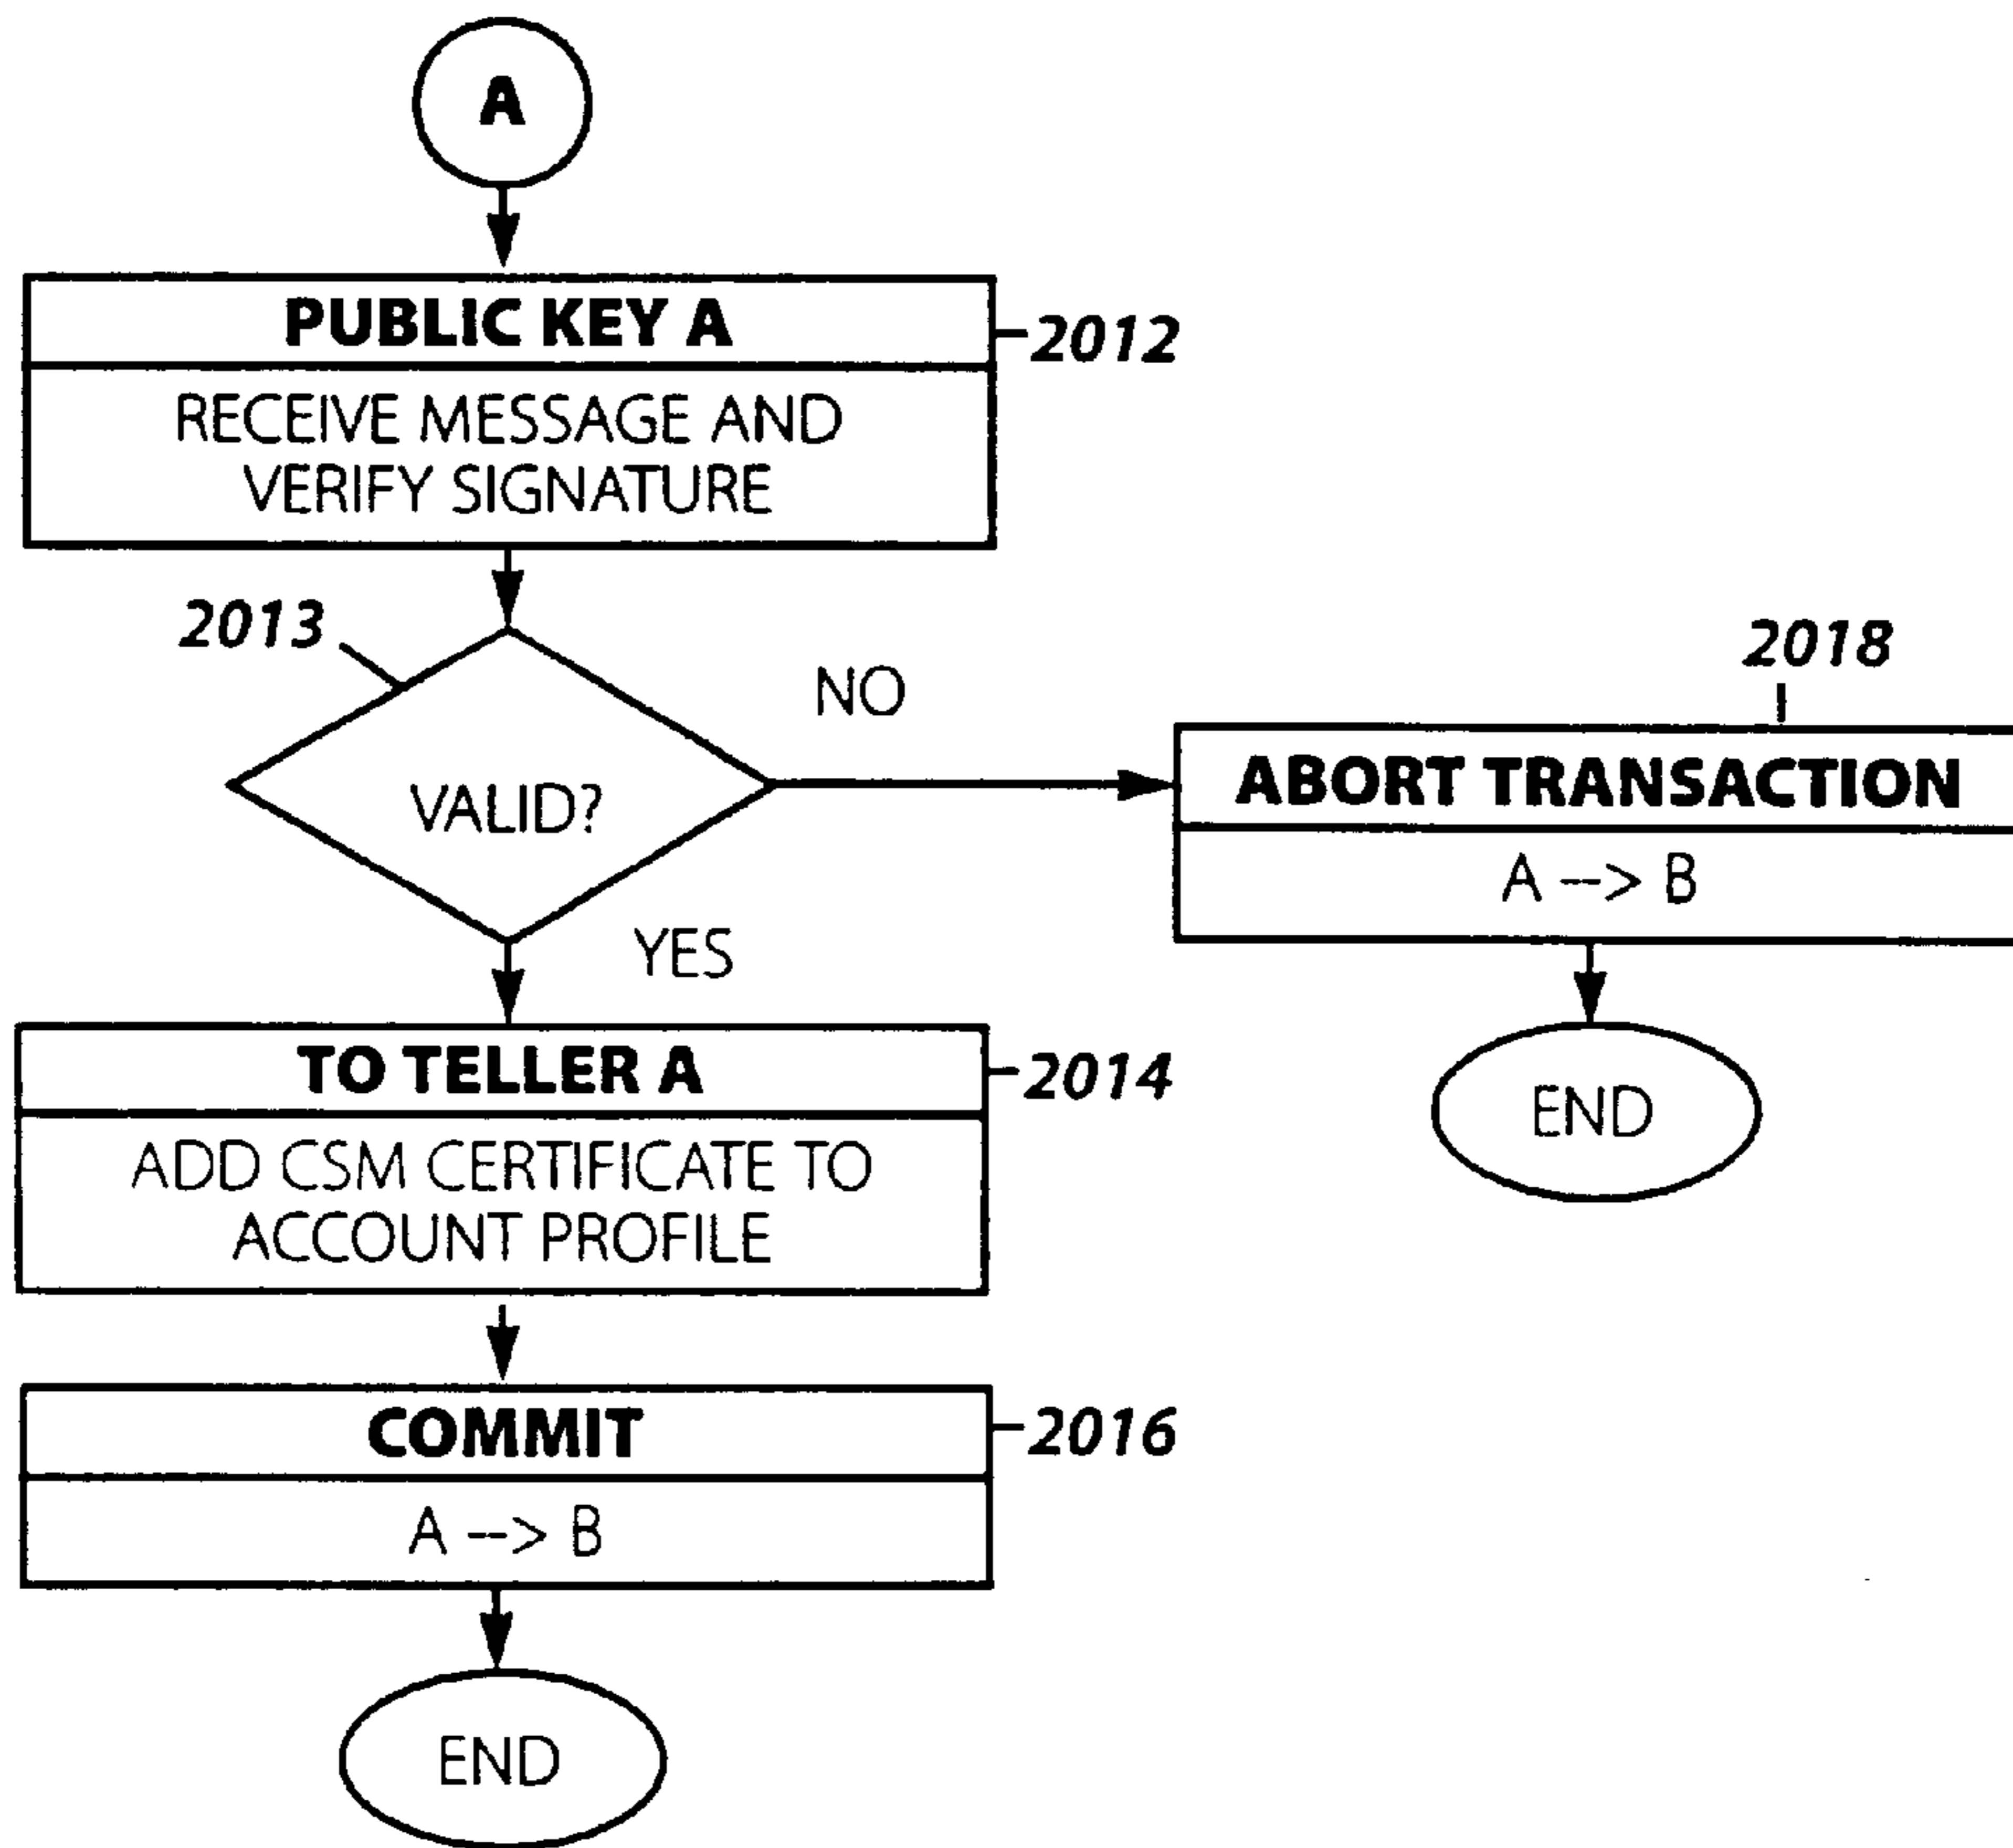 A
PUBLIC KEY A
2012
RECEIVE MESSAGE AND
VERIFY SIGNATURE
2013
NO
VALID?
YES
2018
ABORT TRANSACTION
A --> B
END
TO TELLER A
2014
ADD CSM CERTIFICATE TO
ACCOUNT PROFILE
COMMIT
2016
A --> B
END